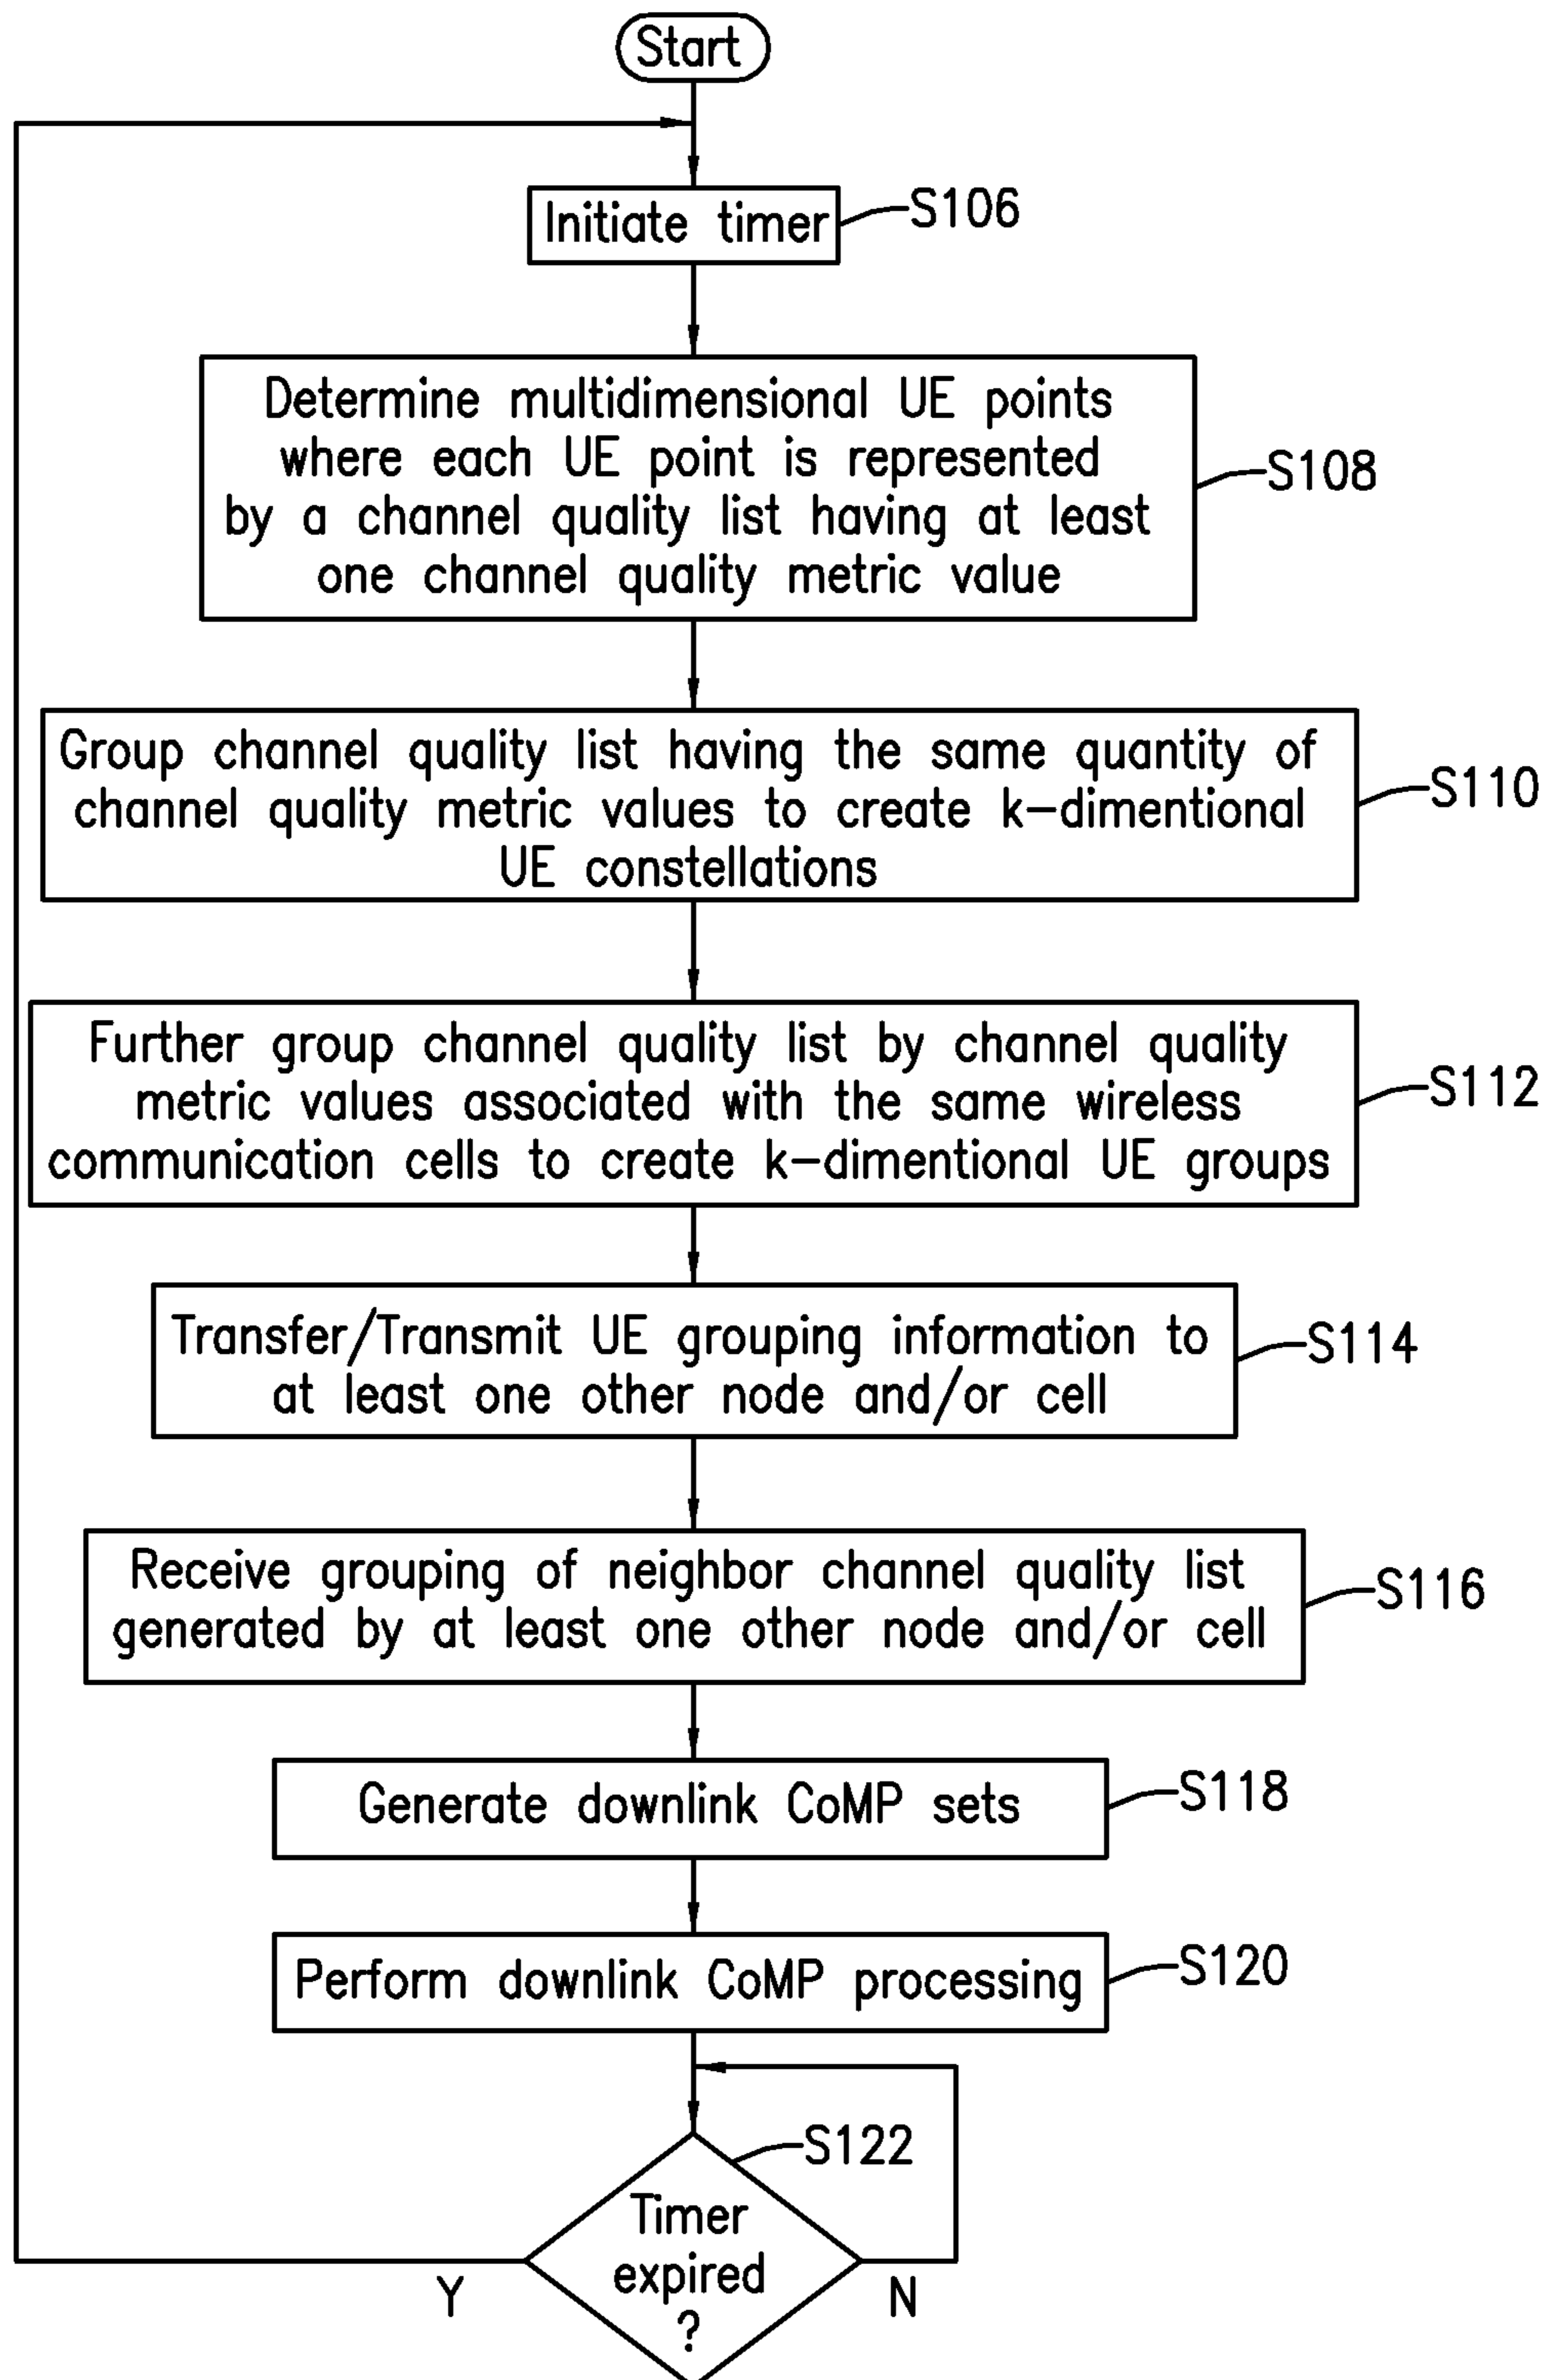 Start
Initiate timer
S106
Determine multidimensional UE points
where each UE point is represented
by a channel quality list having at least
one channel quality metric value
S108
Group channel quality list having the same quantity of
channel quality metric values to create k-dimentional
UE constellations
S110
Further group channel quality list by channel quality
metric values associated with the same wireless
communication cells to create k-dimentional UE groups
S112
Transfer/Transmit UE grouping information to
at least one other node and/or cell
S114
Receive grouping of neighbor channel quality list
generated by at least one other node and/or cell
S116
Generate downlink CoMP sets
S118
Perform downlink CoMP processing
S120
S122
Timer
expired
?
Y
N